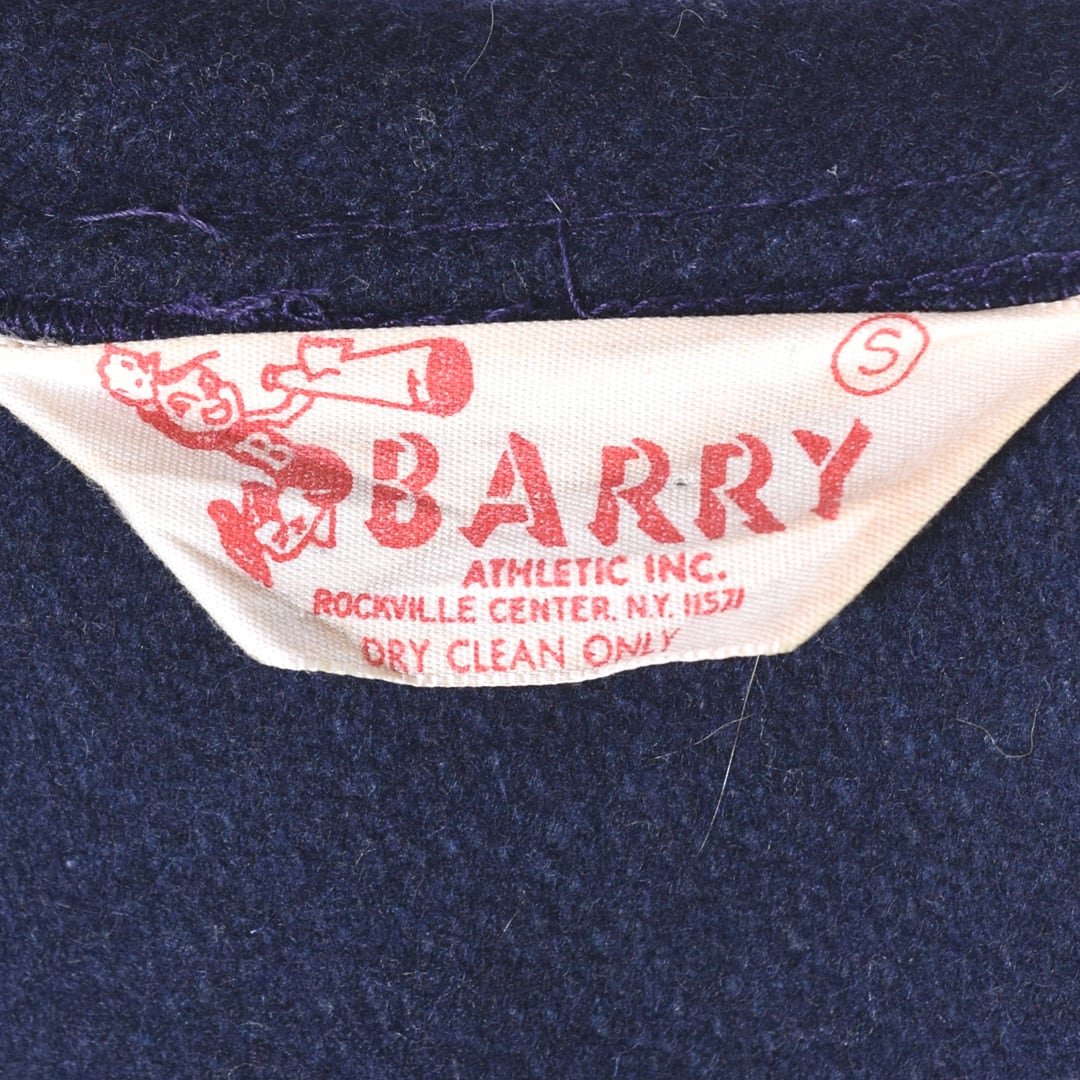 S
B
BARRY
ATHLETIC INC.
ROCKVILLE CENTER, N.Y. 11571
DRY CLEAN ONLY